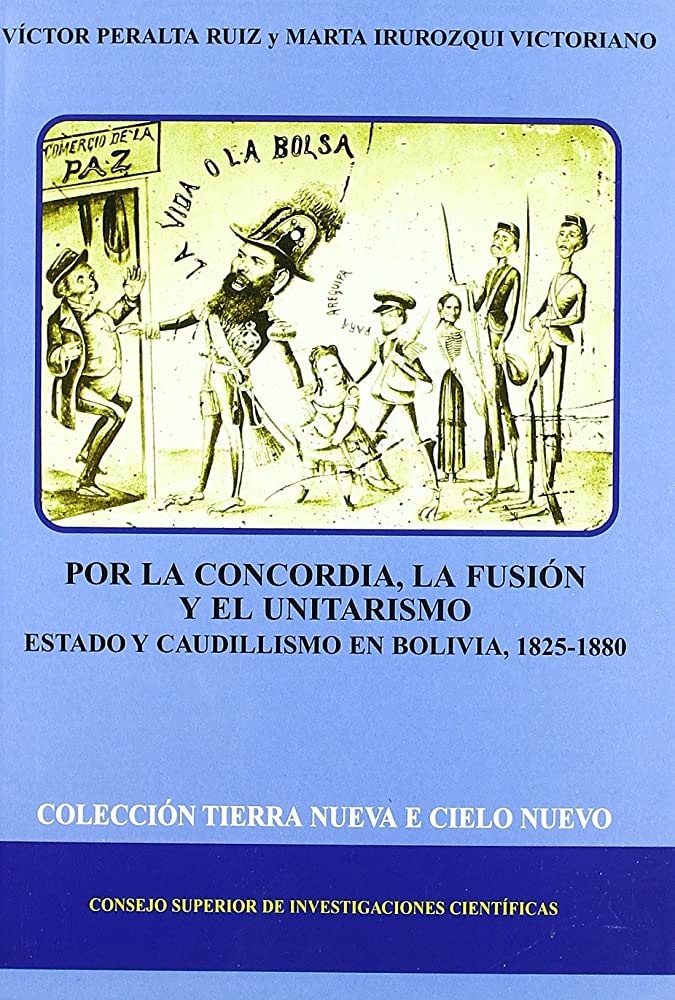 VÍCTOR PERALTA RUIZ y MARTA IRUROZQUI VICTORIANO
COMERCIO DE LA
PAZ
LA VIDA O LA BOLSA
PARA AREQUIPA
POR LA CONCORDIA, LA FUSIÓN
Y EL UNITARISMO
ESTADO Y CAUDILLISMO EN BOLIVIA, 1825-1880
COLECCIÓN TIERRA NUEVA E CIELO NUEVO
CONSEJO SUPERIOR DE INVESTIGACIONES CIENTÍFICAS